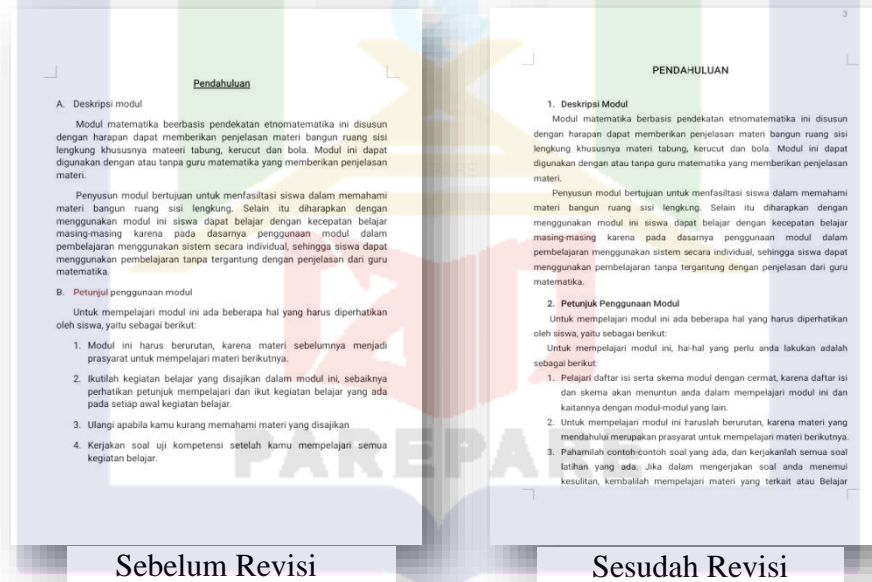 Pendahuluan
A. Deskripsi modul
Modul matematika beerbasis pendekatan etnomatematika ini disusun
dengan harapan dapat memberikan penjelasan materi bangun ruang sisi
lengkung khususnya mateeri tabung, kerucut dan bola. Modul ini dapat
digunakan dengan atau tanpa guru matematika yang memberikan penjelasan
materi.
Penyusun modul bertujuan untuk menfasiltasi siswa dalam memahami
materi bangun ruang sisi lengkung. Selain itu diharapkan dengan
menggunakan modul ini siswa dapat belajar dengan kecepatan belajar
masing-masing karena pada dasarnya penggunaan modul dalam
pembelajaran menggunakan sistem secara individual, sehingga siswa dapat
menggunakan pembelajaran tanpa tergantung dengan penjelasan dari guru
matematika.
B. Petunjul penggunaan modul
Untuk mempelajari modul ini ada beberapa hal yang harus diperhatikan
oleh siswa, yaitu sebagai berikut:
1. Modul ini harus berurutan, karena materi sebelumnya menjadi
prasyarat untuk mempelajari materi berikutnya.
2. Ikutilah kegiatan belajar yang disajikan dalam modul ini, sebaiknya
perhatikan petunjuk mempelajari dan ikut kegiatan belajar yang ada
pada setiap awal kegiatan belajar.
3. Ulangi apabila kamu kurang memahami materi yang disajikan
4. Kerjakan soal uji kompetensi setelah kamu mempelajari semua
kegiatan belajar.
Sebelum Revisi
3
PENDAHULUAN
1. Deskripsi Modul
Modul matematika berbasis pendekatan etnomatematika ini disusun
dengan harapan dapat memberikan penjelasan materi bangun ruang sisi
lengkung khususnya materi tabung, kerucut dan bola. Modul ini dapat
digunakan dengan atau tanpa guru matematika yang memberikan penjelasan
materi.
Penyusun modul bertujuan untuk menfasiltasi siswa dalam memahami
materi bangun ruang sisi lengkung. Selain itu diharapkan dengan
menggunakan modul ini siswa dapat belajar dengan kecepatan belajar
masing-masing karena pada dasarnya penggunaan modul dalam
pembelajaran menggunakan sistem secara individual, sehingga siswa dapat
menggunakan pembelajaran tanpa tergantung dengan penjelasan dari guru
matematika.
2. Petunjuk Penggunaan Modul
Untuk mempelajari modul ini ada beberapa hal yang harus diperhatikan
oleh siswa, yaitu sebagai berikut:
Untuk mempelajari modul ini, hal-hal yang perlu anda lakukan adalah
sebagai berikut:
1. Pelajari daftar isi serta skema modul dengan cermat, karena daftar isi
dan skema akan menuntun anda dalam mempelajari modul ini dan
kaitannya dengan modul-modul yang lain.
2. Untuk mempelajari modul ini haruslah berurutan, karena materi yang
mendahului merupakan prasyarat untuk mempelajari materi berikutnya.
3. Pahamilah contoh-contoh soal yang ada, dan kerjakanlah semua soal
latihan yang ada. Jika dalam mengerjakan soal anda menemui
kesulitan, kembalilah mempelajari materi yang terkait atau Belajar
Sesudah Revisi
PAREPARE